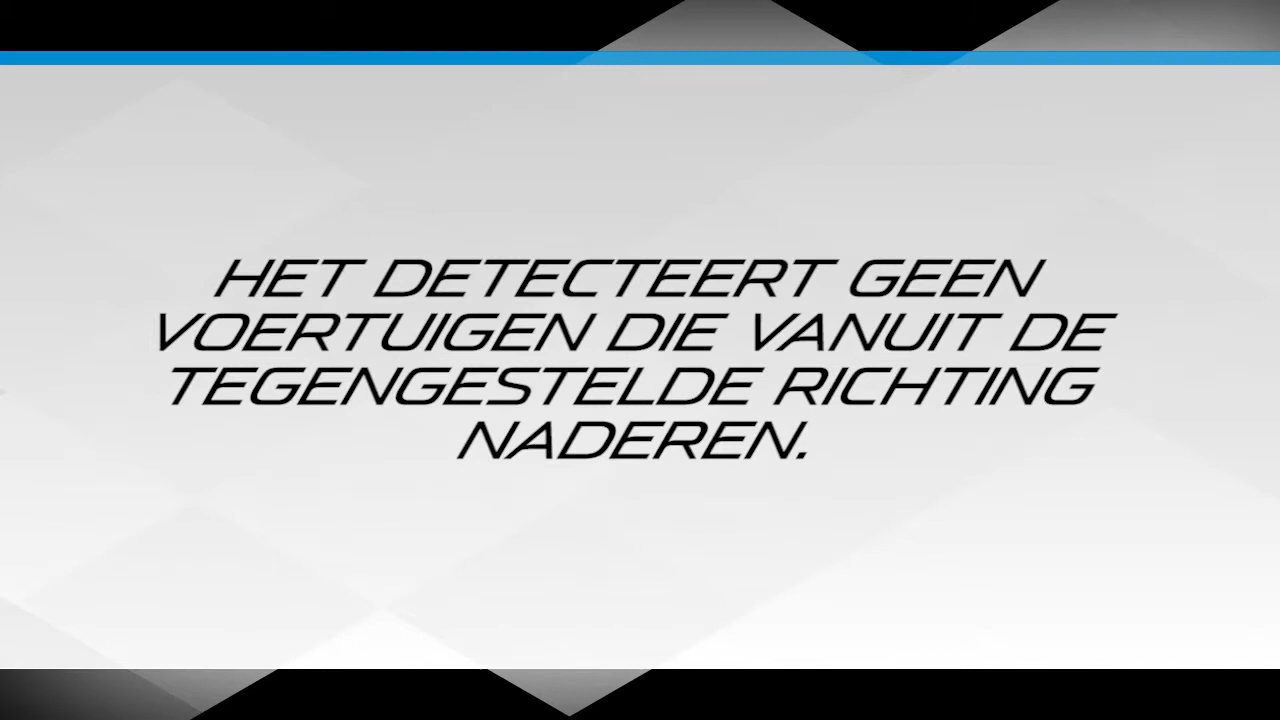 HET DETECTEERT GEEN
VOERTUIGEN DIE VANUIT DE
TEGENGESTELDE RICHTING
NADEREN.